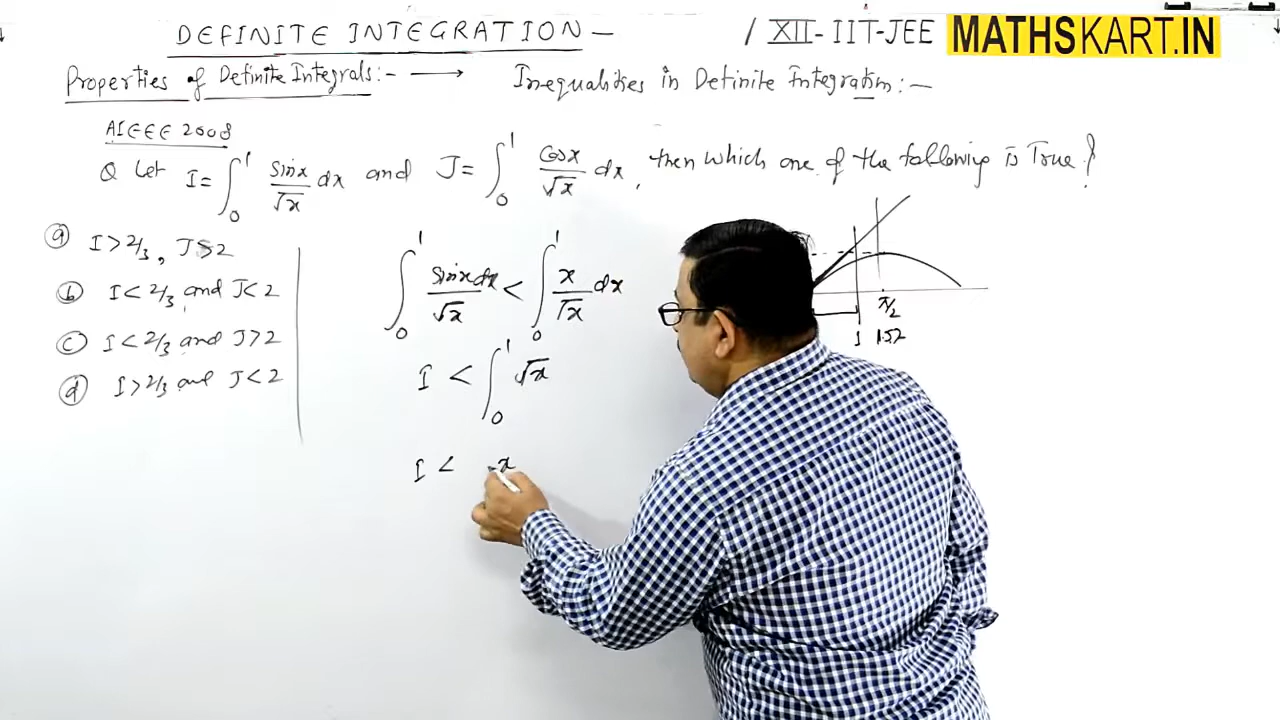 DEFINITE INTEGRATION — / XII - IIT-JEE MATHSKART.IN
Properties of Definite Integrals:- ⟶ Inequalities in Definite Integration:-
AIEEE 2008
Q Let I = ∫₀¹ sinx/√x dx and J = ∫₀¹ cosx/√x dx, then which one of the following is True?
(a) I > 2/3, J > 2
(b) I < 2/3 and J < 2
(c) I < 2/3 and J > 2
(d) I > 2/3 and J < 2
∫₀¹ sinx dx/√x < ∫₀¹ x/√x dx
I < ∫₀¹ √x
I < x
π/2
1 1.57